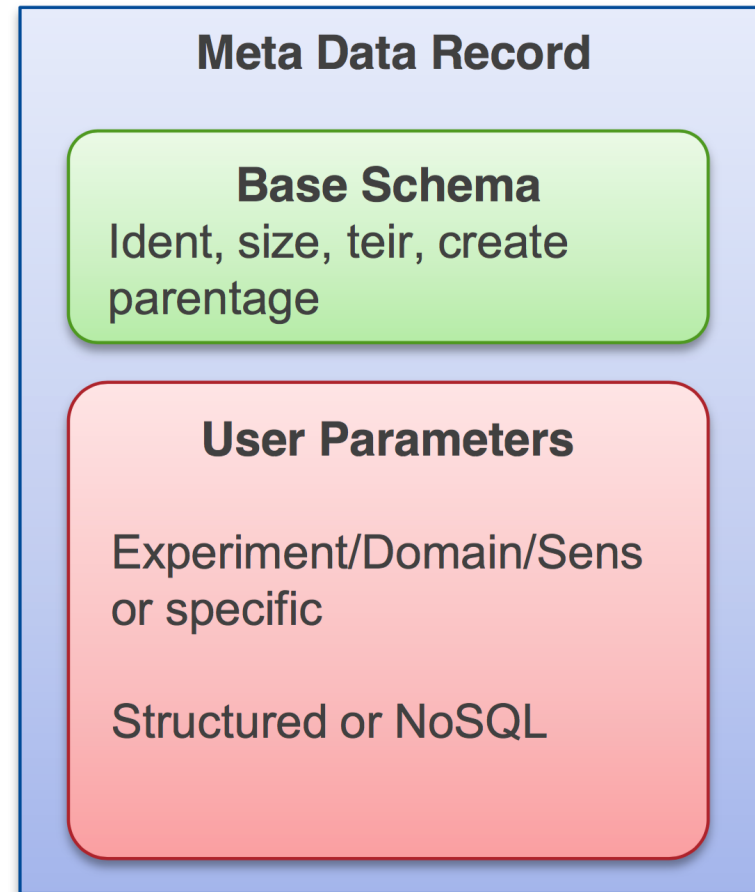 Meta Data Record
Base Schema
Ident, size, teir, create
parentage
User Parameters
Experiment/Domain/Sens
or specific
Structured or NoSQL